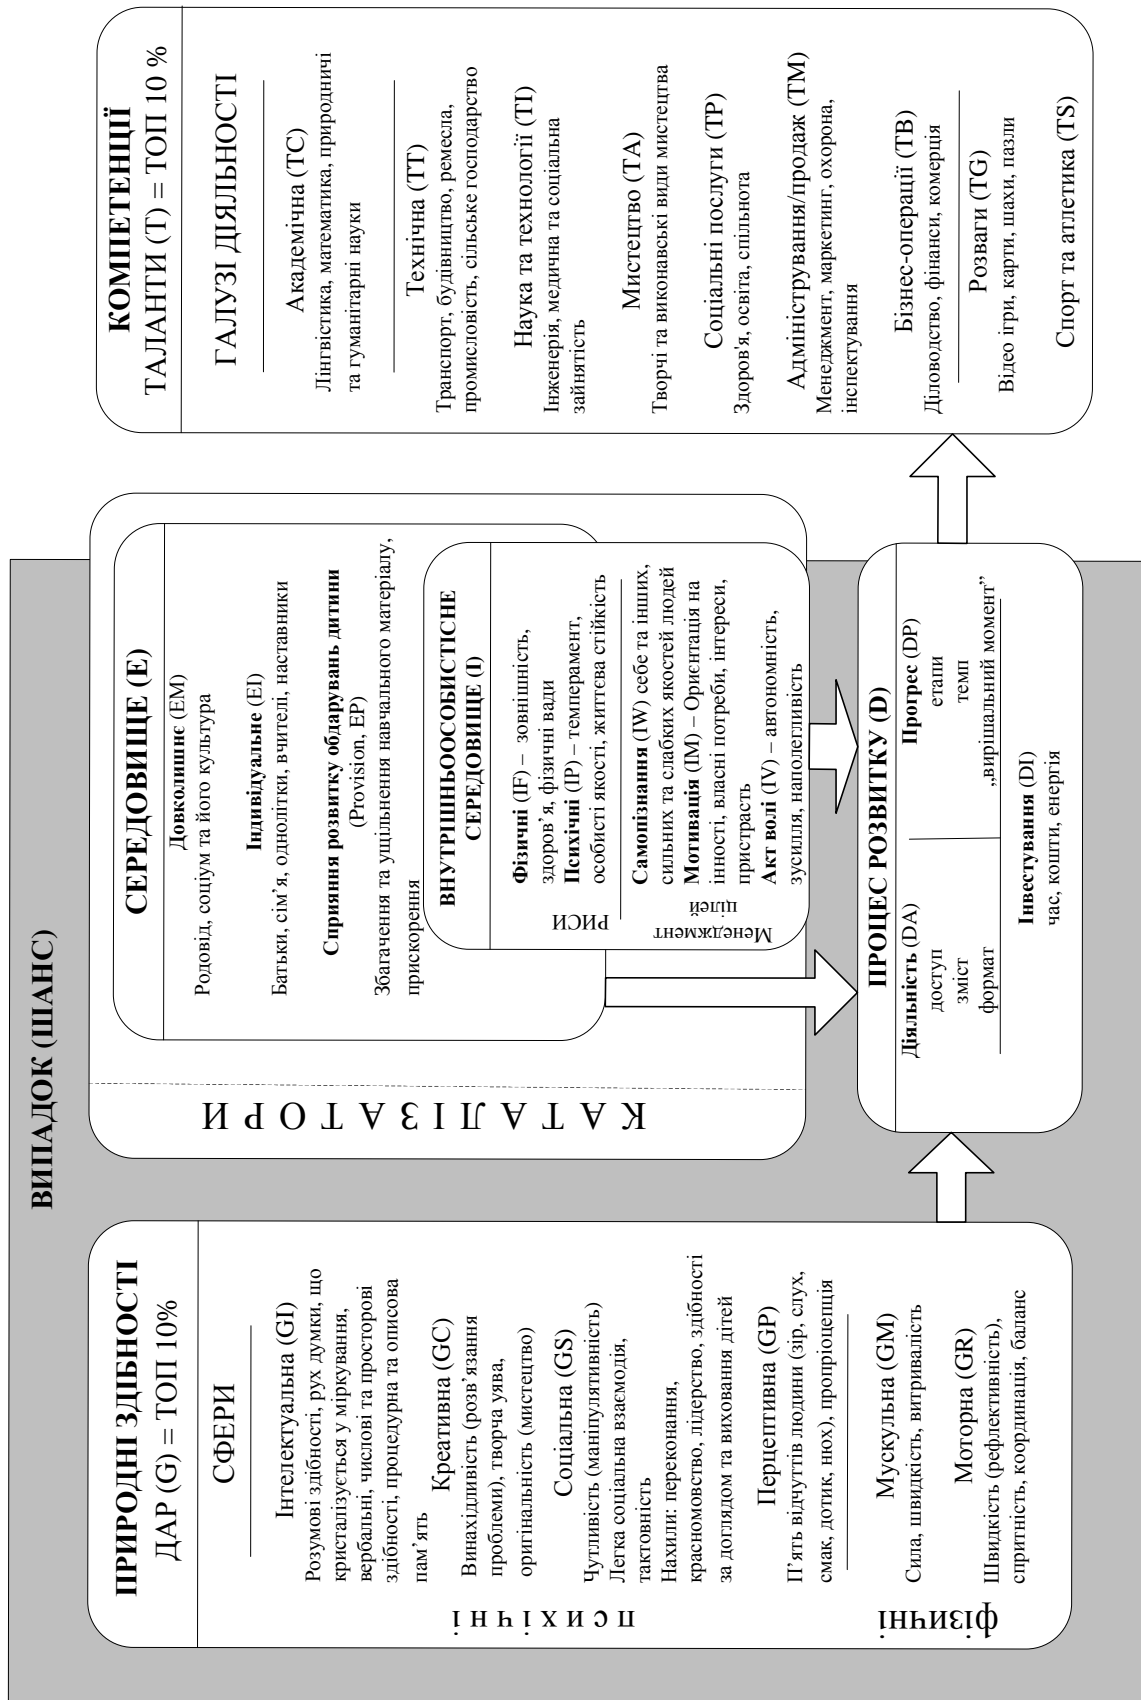 ВИПАДОК (ШАНС)
ПРИРОДНІ ЗДІБНОСТІ
ДАР (G) = ТОП 10%
СФЕРИ
психічні
Інтелектуальна (GI)
Розумові здібності, рух думки, що
кристалізується у міркування,
вербальні, числові та просторові
здібності, процедурна та описова
пам’ять
Креативна (GC)
Винахідливість (розв’язання
проблеми), творча уява,
оригінальність (мистецтво)
Соціальна (GS)
Чутливість (маніпулятивність)
Легка соціальна взаємодія,
тактовність
Нахили: переконання,
красномовство, лідерство, здібності
за доглядом та виховання дітей
Перцептивна (GP)
П’ять відчуттів людини (зір, слух,
смак, дотик, ннох), пропріоцепція
фізичні
Мускульна (GM)
Сила, швидкість, витривалість
Моторна (GR)
Швидкість (рефлективність),
спритність, координація, баланс
КАТАЛІЗАТОРИ
СЕРЕДОВИЩЕ (E)
Довколишнє (EM)
Родовід, соціум та його культура
Індивідуальне (EI)
Батьки, сім’я, однолітки, вчителі, наставники
Сприяння розвитку обдарувань дитини
(Provision, EP)
Збагачення та ущільнення навчального матеріалу,
прискорення
ВНУТРІШНЬООСОБИСТІСНЕ
СЕРЕДОВИЩЕ (I)
РИСИ
Фізичні (IF) – зовнішність,
здоров’я, фізичні вади
Психічні (IP) – темперамент,
особисті якості, життєва стійкість
Менеджмент
цілей
Самопізнання (IW) себе та інших,
сильних та слабких якостей людей
Мотивація (IM) – Ориєнтація на
інності, власні потреби, інтереси,
пристрасть
Акт волі (IV) – автономність,
зусилля, наполегливість
ПРОЦЕС РОЗВИТКУ (D)
Діяльність (DA)
доступ
зміст
формат
Прогрес (DP)
етапи
темп
„вирішальний момент”
Інвестування (DI)
час, кошти, енергія
КОМПЕТЕНЦІЇ
ТАЛАНТИ (T) = ТОП 10 %
ГАЛУЗІ ДІЯЛЬНОСТІ
Академічна (TC)
Лінгвістика, математика, природничі
та гуманітарні науки
Технічна (TT)
Транспорт, будівництво, ремесла,
промисловість, сільське господарство
Наука та технології (TI)
Інженерія, медична та соціальна
зайнятість
Мистецтво (TA)
Творчі та виконавські види мистецтва
Соціальні послуги (TP)
Здоров'я, освіта, спільнота
Адміністрування/продаж (TM)
Менеджмент, маркетинг, охорона,
інспектування
Бізнес-операції (TB)
Діловодство, фінанси, комерція
Розваги (TG)
Відео ігри, карти, шахи, пазли
Спорт та атлетика (TS)